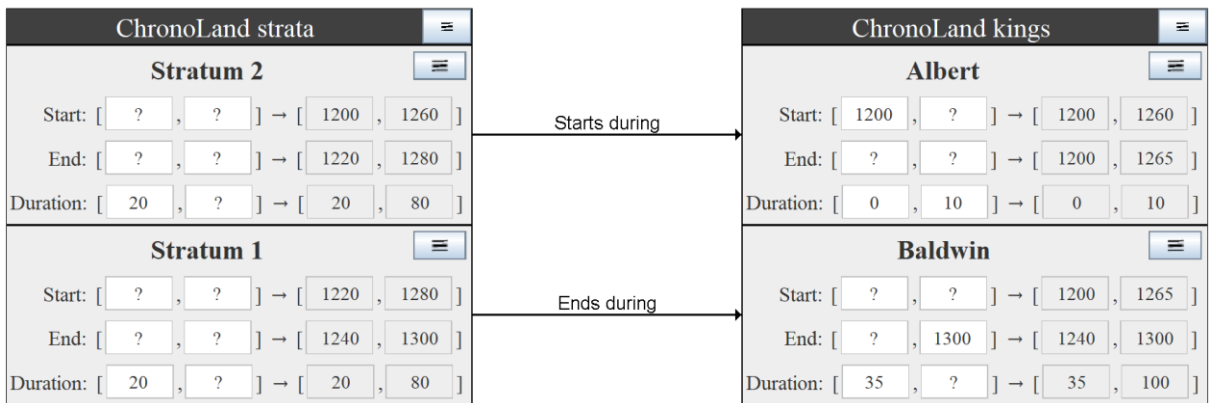 ChronoLand strata
Stratum 2
Start: [ ? , ? ] → [ 1200 , 1260 ]
End: [ ? , ? ] → [ 1220 , 1280 ]
Duration: [ 20 , ? ] → [ 20 , 80 ]
Stratum 1
Start: [ ? , ? ] → [ 1220 , 1280 ]
End: [ ? , ? ] → [ 1240 , 1300 ]
Duration: [ 20 , ? ] → [ 20 , 80 ]
Starts during
Ends during
ChronoLand kings
Albert
Start: [ 1200 , ? ] → [ 1200 , 1260 ]
End: [ ? , ? ] → [ 1200 , 1265 ]
Duration: [ 0 , 10 ] → [ 0 , 10 ]
Baldwin
Start: [ ? , ? ] → [ 1200 , 1265 ]
End: [ ? , 1300 ] → [ 1240 , 1300 ]
Duration: [ 35 , ? ] → [ 35 , 100 ]